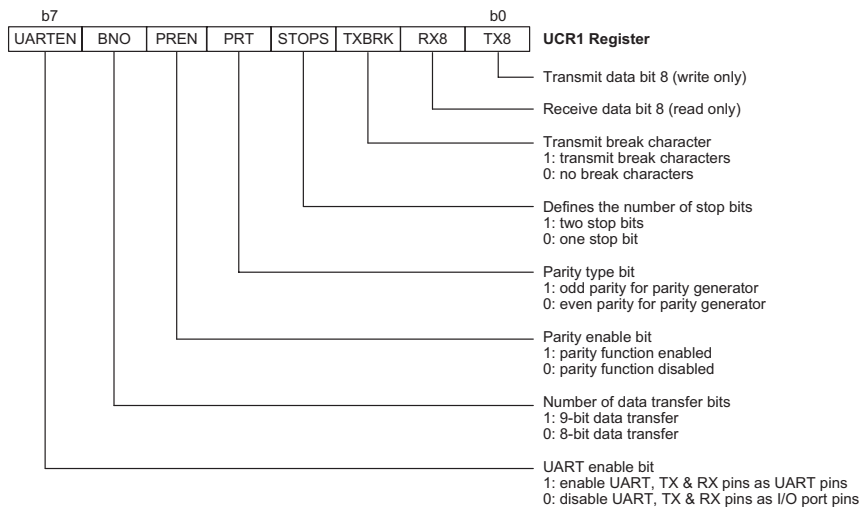 b7 b0
UARTEN BNO PREN PRT STOPS TXBRK RX8 TX8 UCR1 Register
Transmit data bit 8 (write only)
Receive data bit 8 (read only)
Transmit break character
1: transmit break characters
0: no break characters
Defines the number of stop bits
1: two stop bits
0: one stop bit
Parity type bit
1: odd parity for parity generator
0: even parity for parity generator
Parity enable bit
1: parity function enabled
0: parity function disabled
Number of data transfer bits
1: 9-bit data transfer
0: 8-bit data transfer
UART enable bit
1: enable UART, TX & RX pins as UART pins
0: disable UART, TX & RX pins as I/O port pins